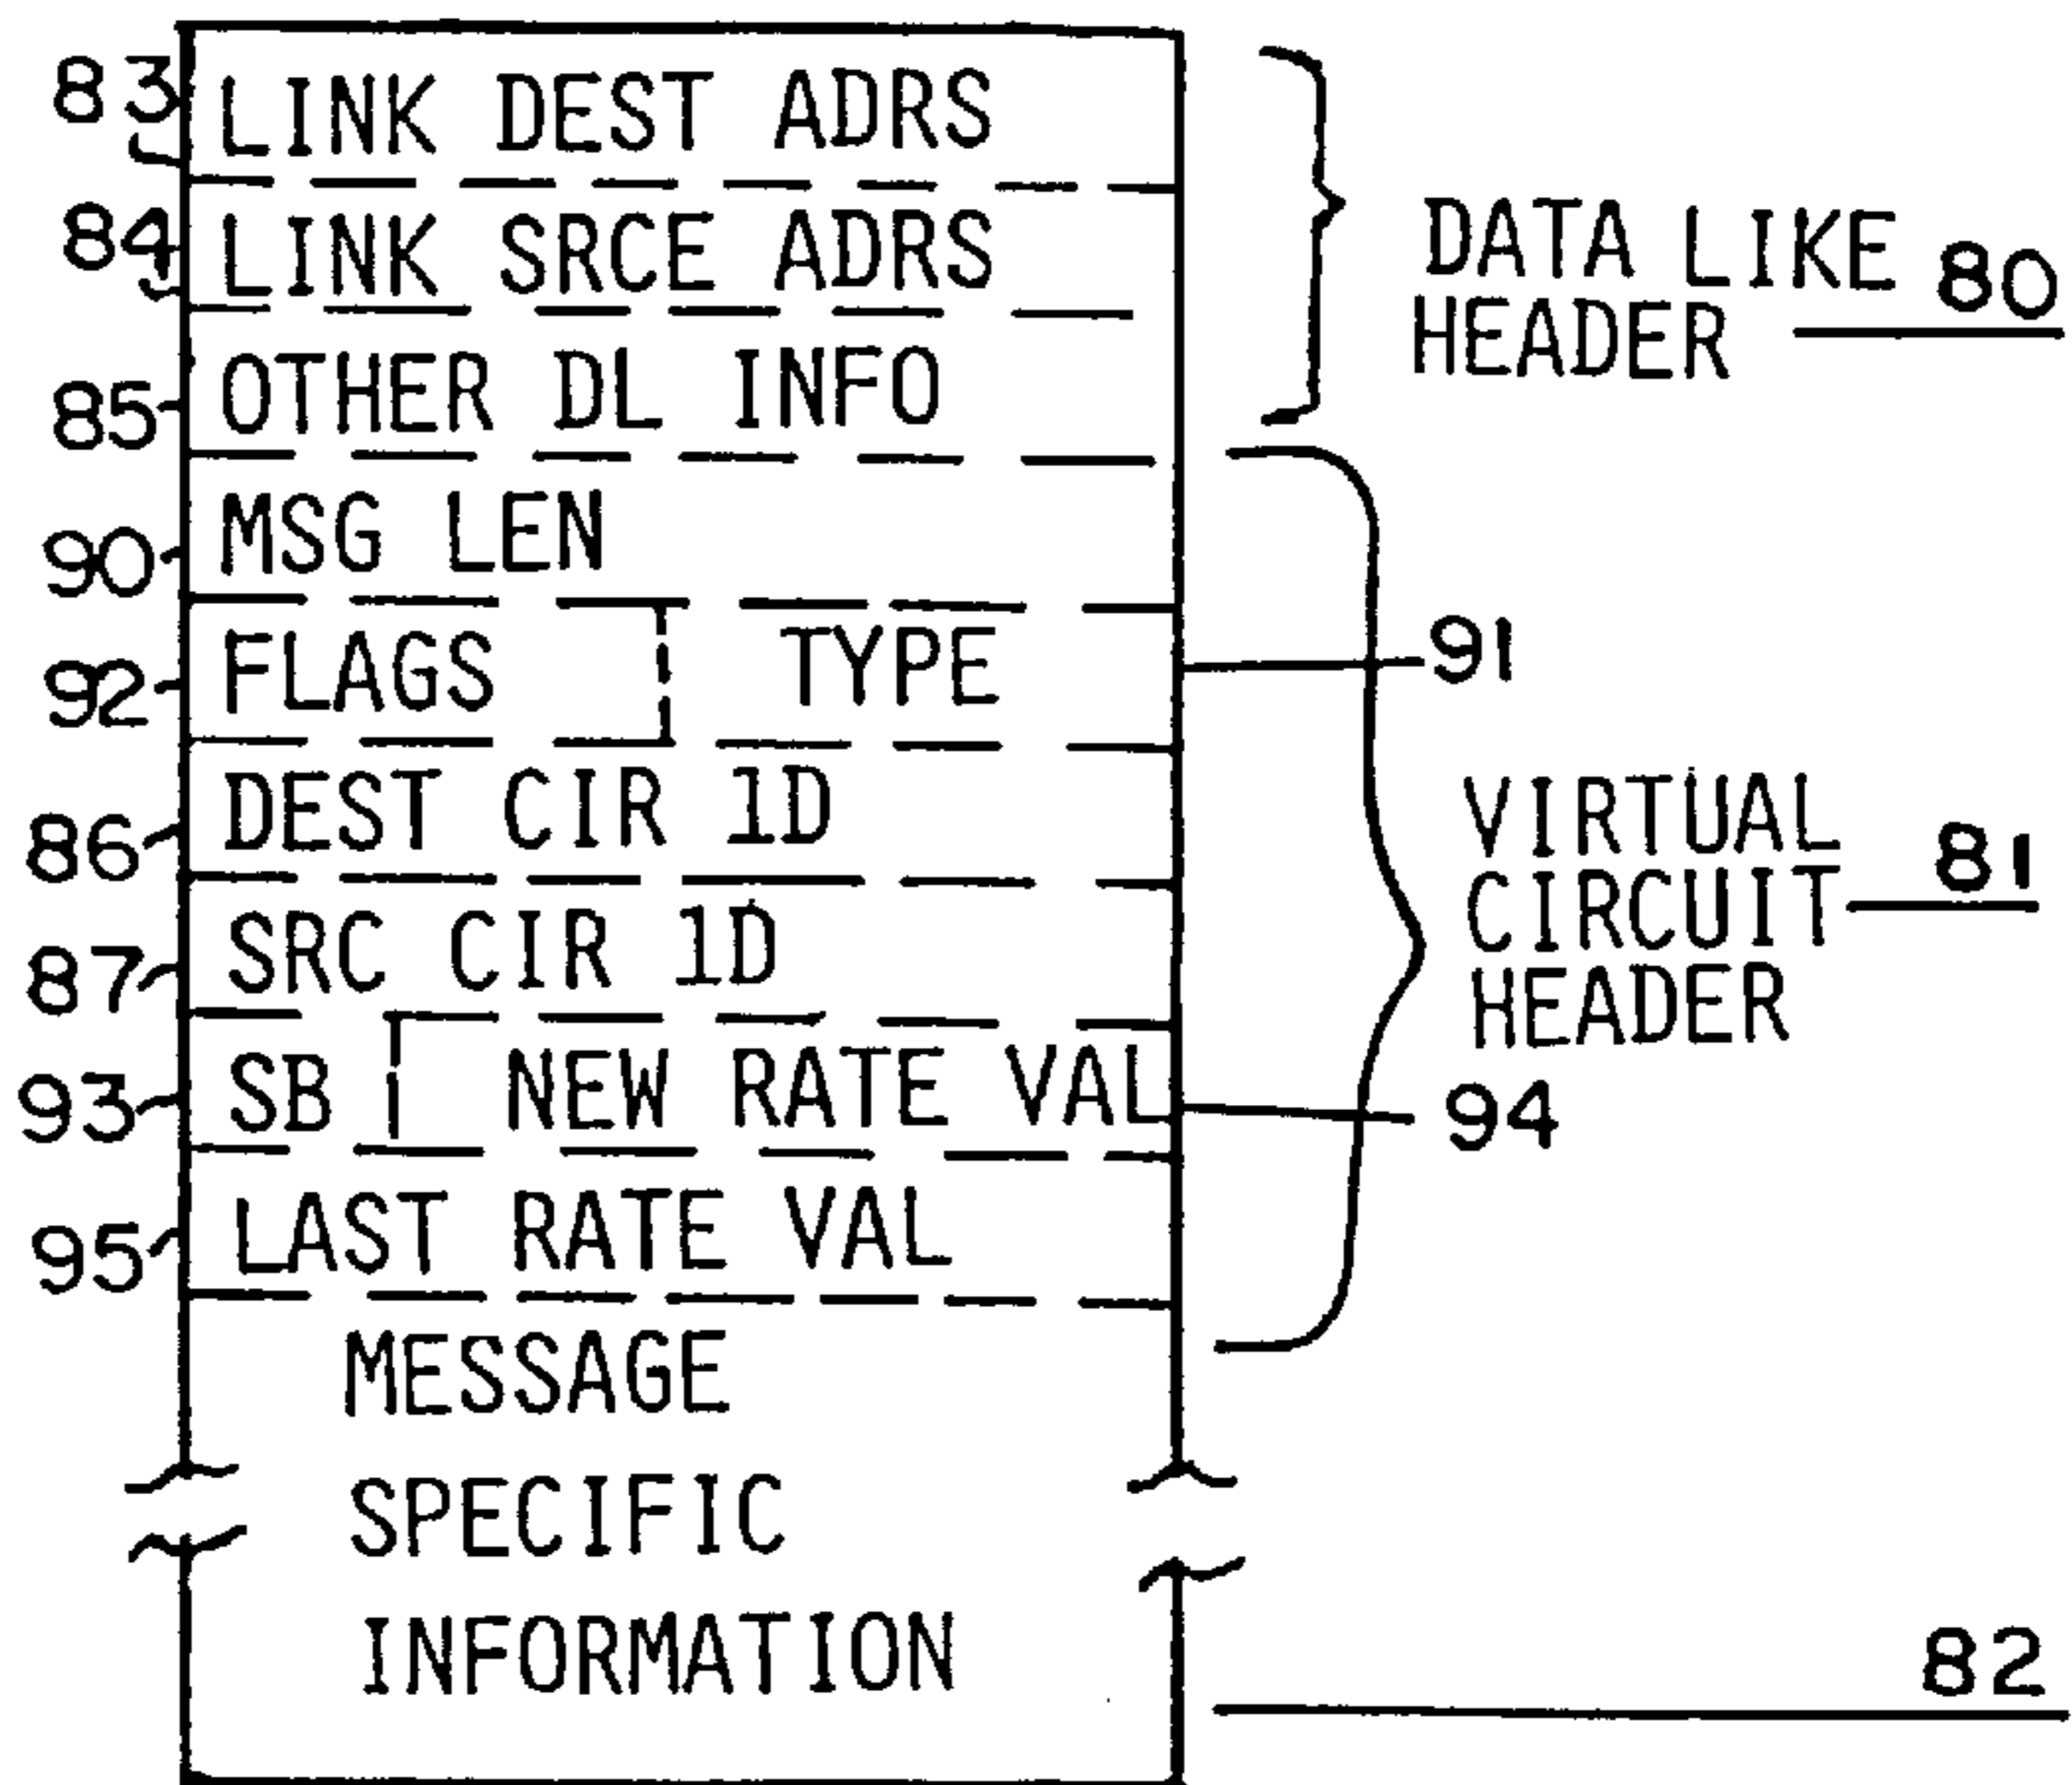 83 LINK DEST ADRS
84 LINK SRCE ADRS
85 OTHER DL INFO
DATA LIKE 80
HEADER
90 MSG LEN
92 FLAGS TYPE 91
86 DEST CIR 1D
87 SRC CIR 1D
93 SB NEW RATE VAL 94
95 LAST RATE VAL
VIRTUAL
CIRCUIT 81
HEADER
MESSAGE
SPECIFIC
INFORMATION
82